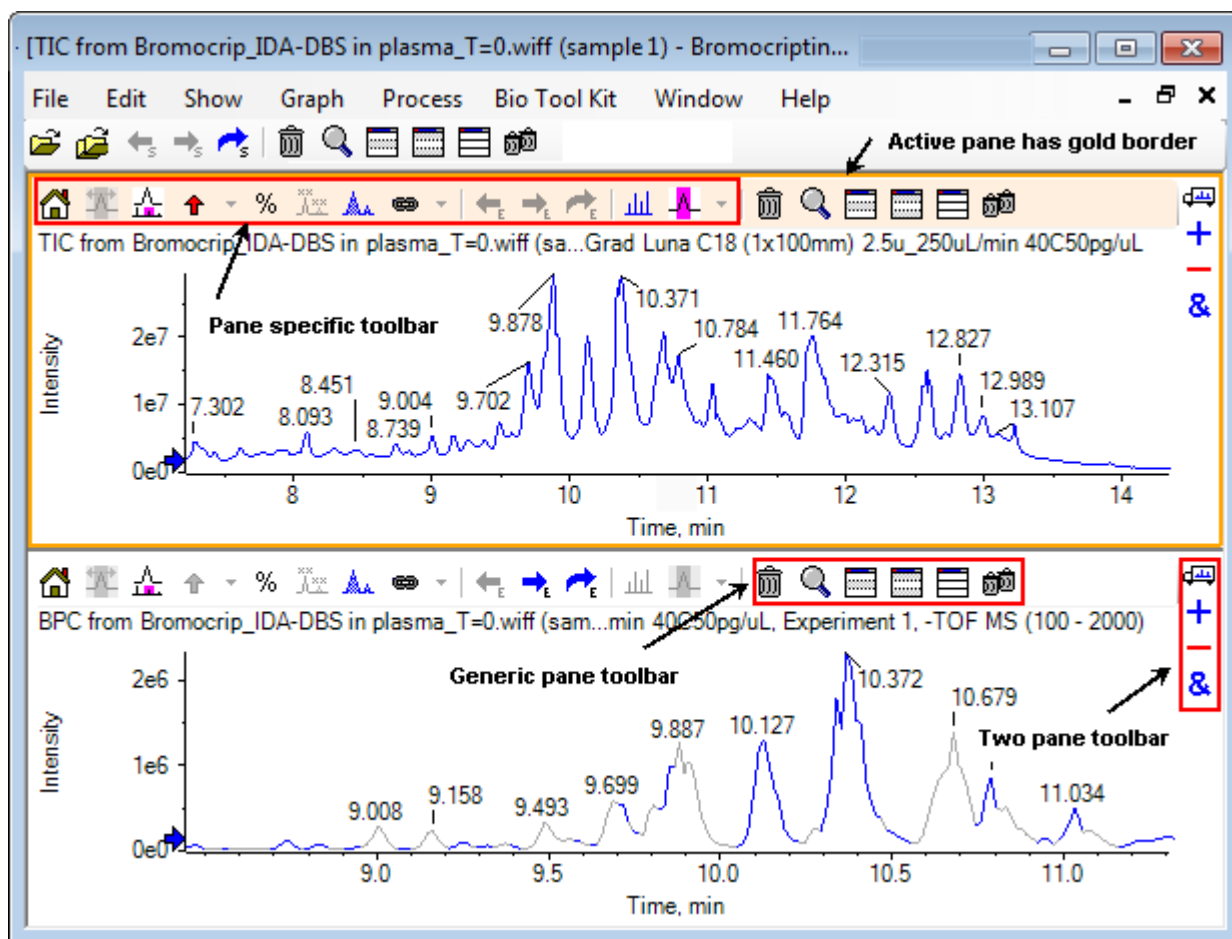 [TIC from Bromocrip_IDA-DBS in plasma_T=0.wiff (sample 1) - Bromocriptin...
File Edit Show Graph Process Bio Tool Kit Window Help
S S S
Active pane has gold border
% E E E
TIC from Bromocrip_IDA-DBS in plasma_T=0.wiff (sa...Grad Luna C18 (1x100mm) 2.5u_250uL/min 40C50pg/uL
&
Pane specific toolbar
Intensity
2e7
1e7
0e0
7.302
8.093
8.451
8.739
9.004
9.702
9.878
10.371
10.784
11.460
11.764
12.315
12.827
12.989
13.107
8 9 10 11 12 13 14
Time, min
% E E E
BPC from Bromocrip_IDA-DBS in plasma_T=0.wiff (sam...min 40C50pg/uL, Experiment 1, -TOF MS (100 - 2000)
&
Generic pane toolbar
Two pane toolbar
Intensity
2e6
1e6
0e0
9.008
9.158
9.493
9.699
9.887
10.127
10.372
10.679
11.034
9.0 9.5 10.0 10.5 11.0
Time, min